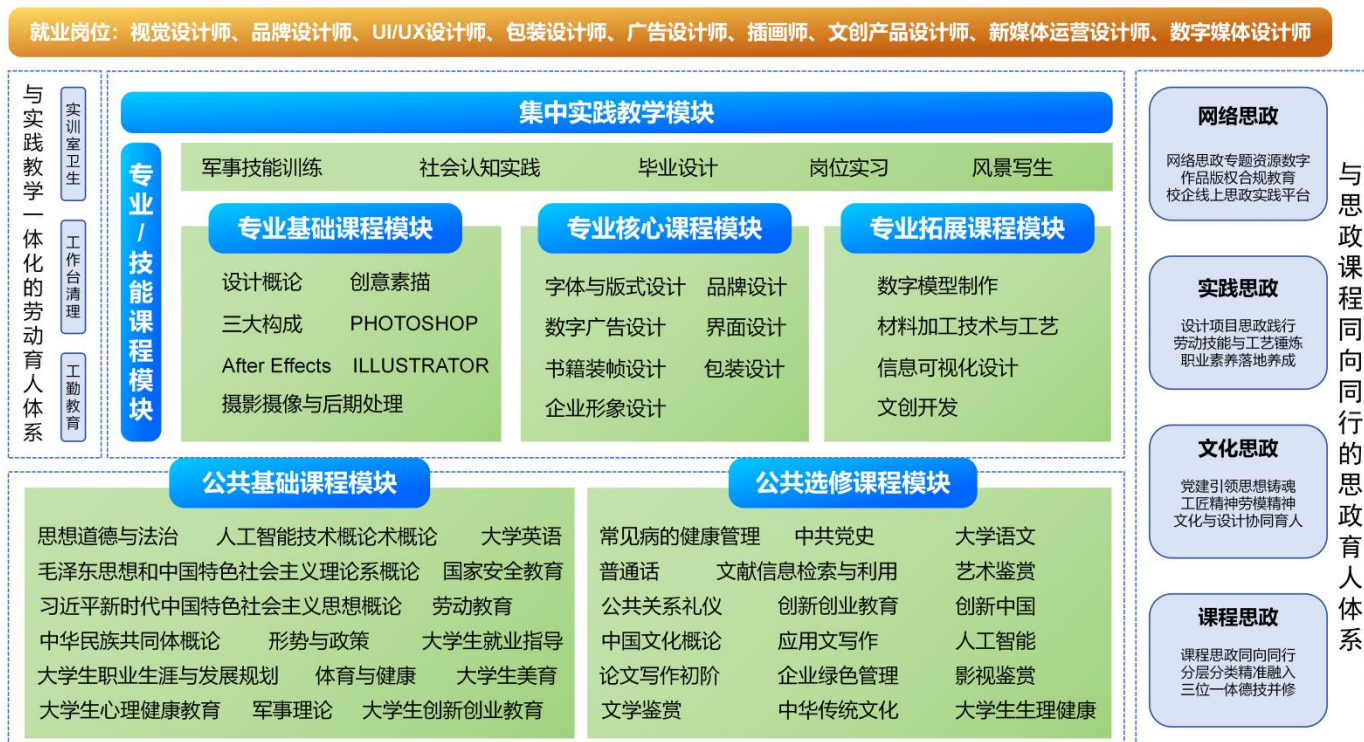 就业岗位：视觉设计师、品牌设计师、UI/UX设计师、包装设计师、广告设计师、插画师、文创产品设计师、新媒体运营设计师、数字媒体设计师
与实践教学一体化的劳动育人体系
实训室卫生
工作台清理
工勤教育
集中实践教学模块
专业/技能课程模块
军事技能训练 社会认知实践 毕业设计 岗位实习 风景写生
专业基础课程模块
设计概论 创意素描
三大构成 PHOTOSHOP
After Effects ILLUSTRATOR
摄影摄像与后期处理
专业核心课程模块
字体与版式设计 品牌设计
数字广告设计 界面设计
书籍装帧设计 包装设计
企业形象设计
专业拓展课程模块
数字模型制作
材料加工技术与工艺
信息可视化设计
文创开发
公共基础课程模块
思想道德与法治 人工智能技术概论术概论 大学英语
毛泽东思想和中国特色社会主义理论系概论 国家安全教育
习近平新时代中国特色社会主义思想概论 劳动教育
中华民族共同体概论 形势与政策 大学生就业指导
大学生职业生涯与发展规划 体育与健康 大学生美育
大学生心理健康教育 军事理论 大学生创新创业教育
公共选修课程模块
常见病的健康管理 中共党史 大学语文
普通话 文献信息检索与利用 艺术鉴赏
公共关系礼仪 创新创业教育 创新中国
中国文化概论 应用文写作 人工智能
论文写作初阶 企业绿色管理 影视鉴赏
文学鉴赏 中华传统文化 大学生生理健康
网络思政
网络思政专题资源数字
作品版权合规教育
校企线上思政实践平台
实践思政
设计项目思政践行
劳动技能与工艺锤炼
职业素养落地养成
文化思政
党建引领思想铸魂
工匠精神劳模精神
文化与设计协同育人
课程思政
课程思政同向同行
分层分类精准融入
三位一体德技并修
与思政课程同向同行的思政育人体系